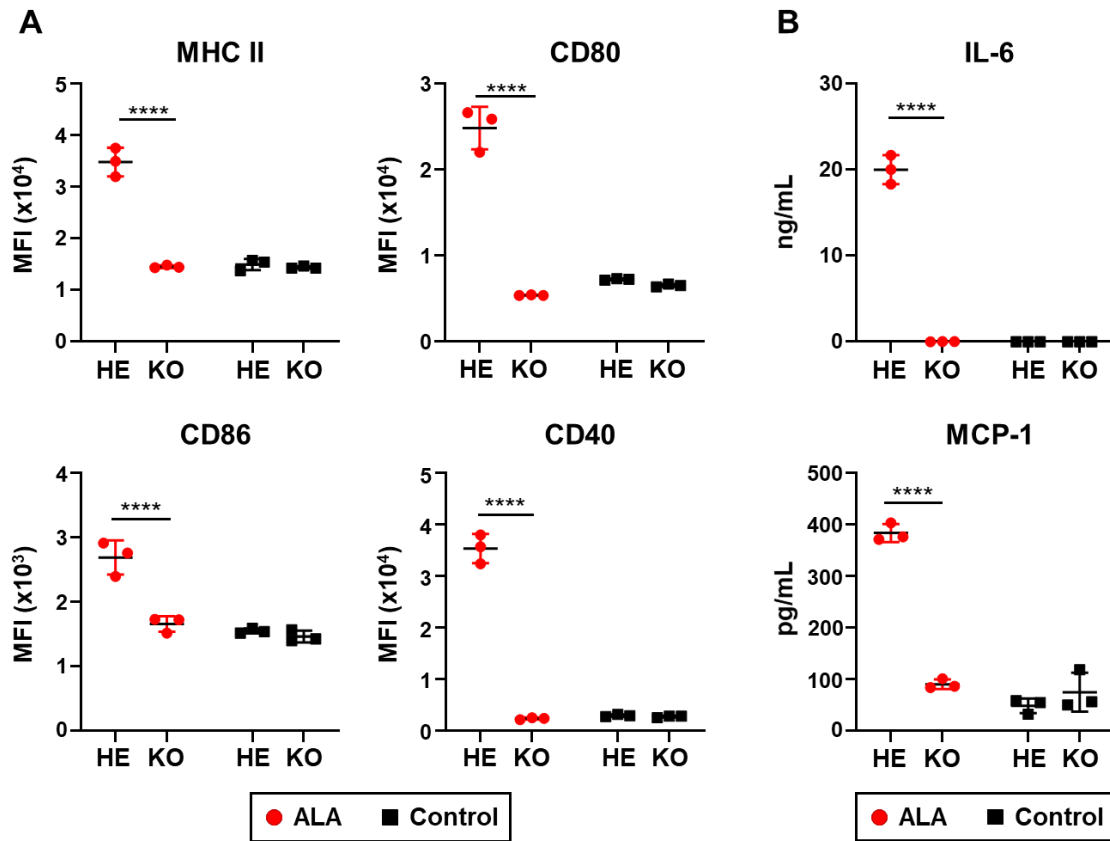 A
B
MHC II
CD80
IL-6
5
4
3
2
1
0
MFI (x10⁴)
****
HE KO HE KO
3
2
1
0
MFI (x10⁴)
****
HE KO HE KO
30
20
10
0
ng/mL
****
HE KO HE KO
CD86
CD40
MCP-1
4
3
2
1
0
MFI (x10³)
****
HE KO HE KO
5
4
3
2
1
0
MFI (x10⁴)
****
HE KO HE KO
500
400
300
200
100
0
pg/mL
****
HE KO HE KO
ALA Control
ALA Control